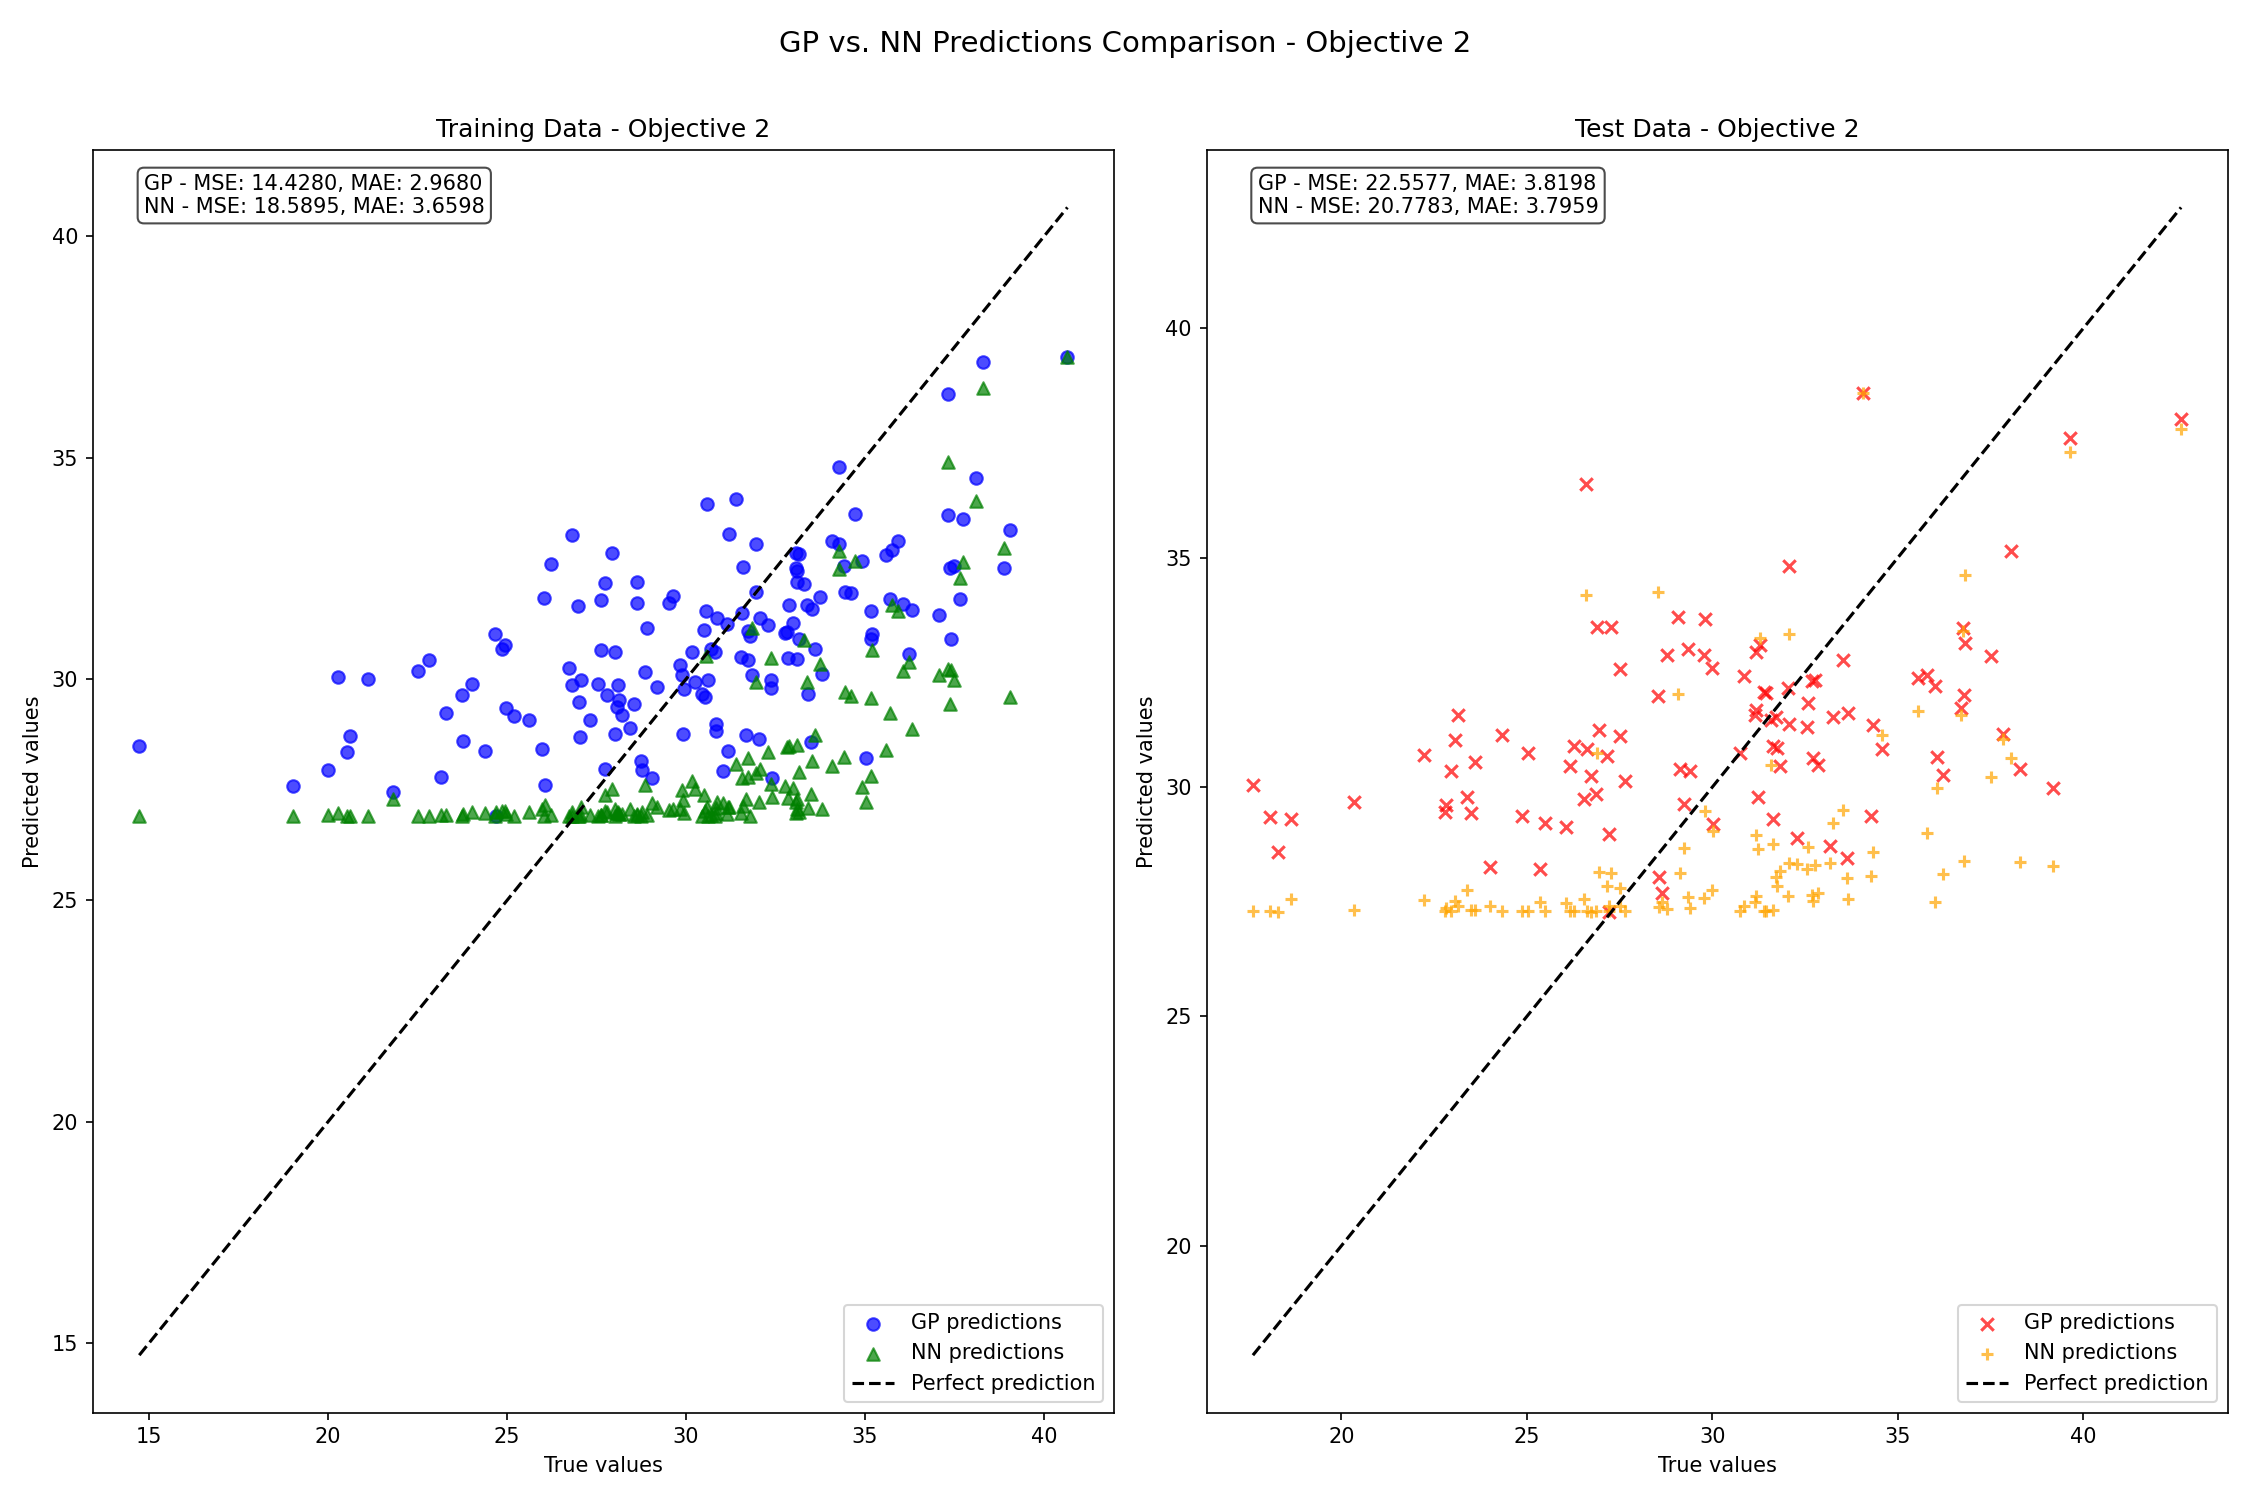 GP vs. NN Predictions Comparison - Objective 2
Training Data - Objective 2
GP - MSE: 14.4280, MAE: 2.9680
NN - MSE: 18.5895, MAE: 3.6598
Predicted values
40
35
30
25
20
15
15
20
25
30
35
40
True values
GP predictions
NN predictions
Perfect prediction
Test Data - Objective 2
GP - MSE: 22.5577, MAE: 3.8198
NN - MSE: 20.7783, MAE: 3.7959
Predicted values
40
35
30
25
20
20
25
30
35
40
True values
GP predictions
NN predictions
Perfect prediction